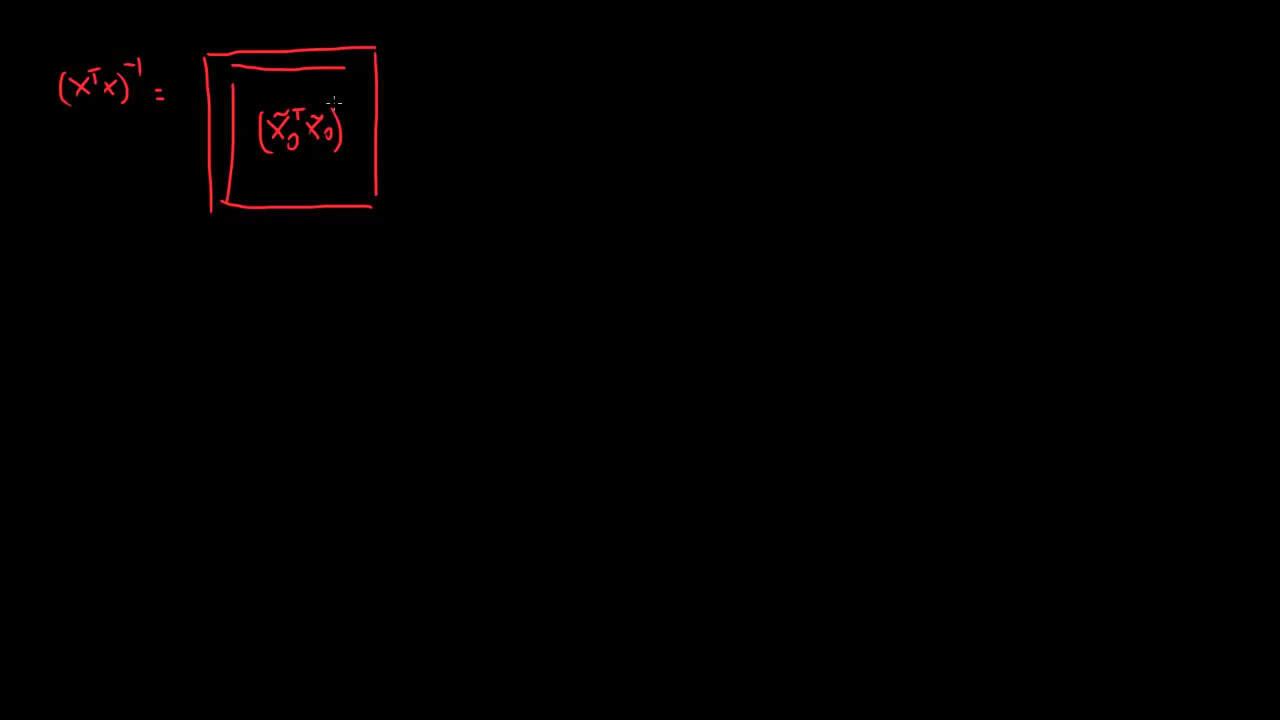 (XᵀX)⁻¹ =
(X̃₀ᵀX̃₀)